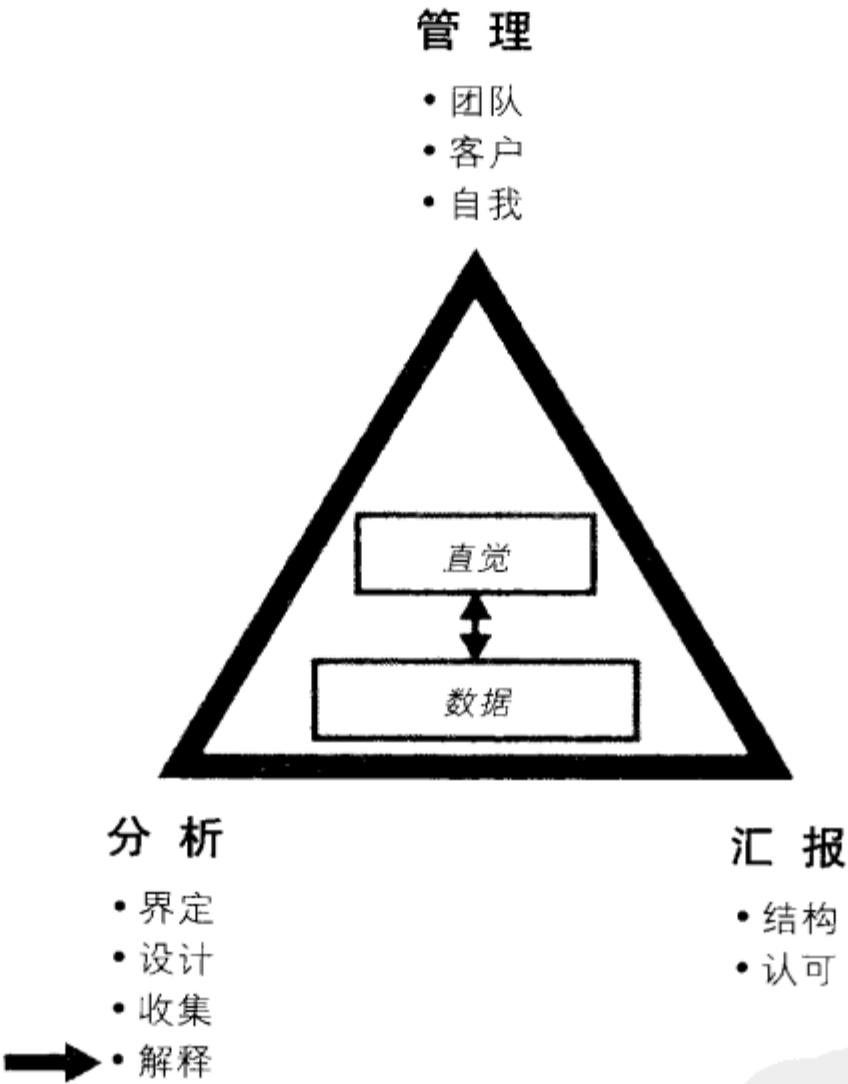 管 理
• 团队
• 客户
• 自我
直觉
数据
分 析
• 界定
• 设计
• 收集
• 解释
汇 报
• 结构
• 认可